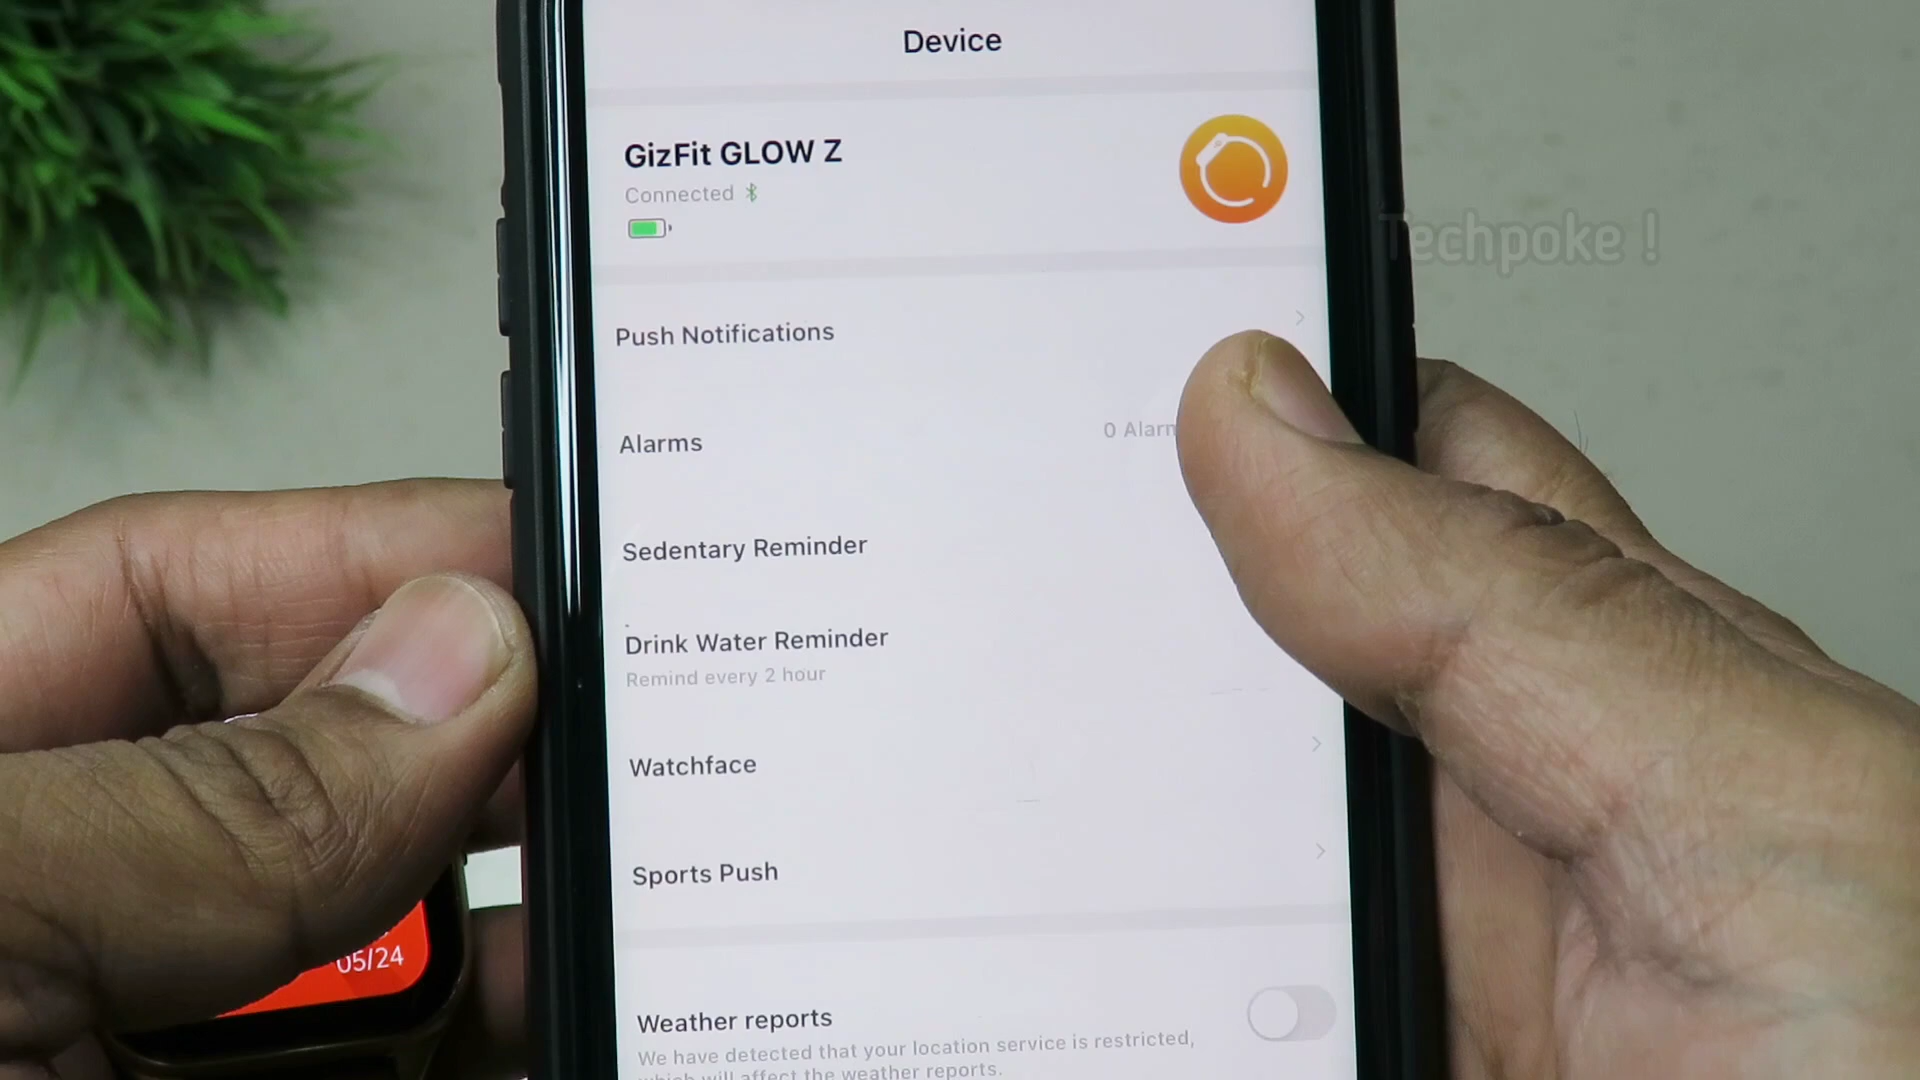 Device
GizFit GLOW Z
Connected
Techpoke !
Push Notifications
Alarms
0 Alarm
Sedentary Reminder
Drink Water Reminder
Remind every 2 hour
Watchface
Sports Push
05/24
Weather reports
We have detected that your location service is restricted,
which will affect the weather reports.